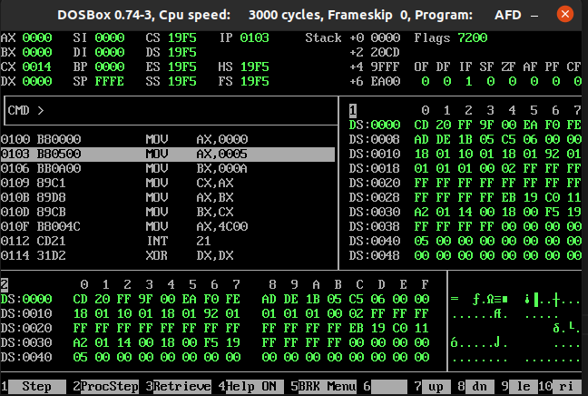 DOSBox 0.74-3, Cpu speed: 3000 cycles, Frameskip 0, Program: AFD
AX 0000 SI 0000 CS 19F5 IP 0103 Stack +0 0000 Flags 7200
BX 0000 DI 0000 DS 19F5 +2 20CD
CX 0014 BP 0000 ES 19F5 HS 19F5 +4 9FFF OF DF IF SF ZF AF PF CF
DX 0000 SP FFFE SS 19F5 FS 19F5 +6 EA00 0 0 1 0 0 0 0 0
CMD >
1 0 1 2 3 4 5 6 7
DS:0000 CD 20 FF 9F 00 EA F0 FE
DS:0008 AD DE 1B 05 C5 06 00 00
DS:0010 18 01 10 01 18 01 92 01
DS:0018 01 01 01 00 02 FF FF FF
DS:0020 FF FF FF FF FF FF FF FF
DS:0028 FF FF FF FF EB 19 C0 11
DS:0030 A2 01 14 00 18 00 F5 19
DS:0038 FF FF FF FF 00 00 00 00
DS:0040 05 00 00 00 00 00 00 00
DS:0048 00 00 00 00 00 00 00 00
0100 B80000 MOV AX,0000
0103 B80500 MOV AX,0005
0106 BB0A00 MOV BX,000A
0109 89C1 MOV CX,AX
010B 89D8 MOV AX,BX
010D 89CB MOV BX,CX
010F B8004C MOV AX,4C00
0112 CD21 INT 21
0114 31D2 XOR DX,DX
2 0 1 2 3 4 5 6 7 8 9 A B C D E F
DS:0000 CD 20 FF 9F 00 EA F0 FE AD DE 1B 05 C5 06 00 00
DS:0010 18 01 10 01 18 01 92 01 01 01 01 00 02 FF FF FF
DS:0020 FF FF FF FF FF FF FF FF FF FF FF FF EB 19 C0 11
DS:0030 A2 01 14 00 18 00 F5 19 FF FF FF FF 00 00 00 00
DS:0040 05 00 00 00 00 00 00 00 00 00 00 00 00 00 00 00
1 Step 2 ProcStep 3 Retrieve 4 Help ON 5 BRK Menu 6 7 up 8 dn 9 le 10 ri